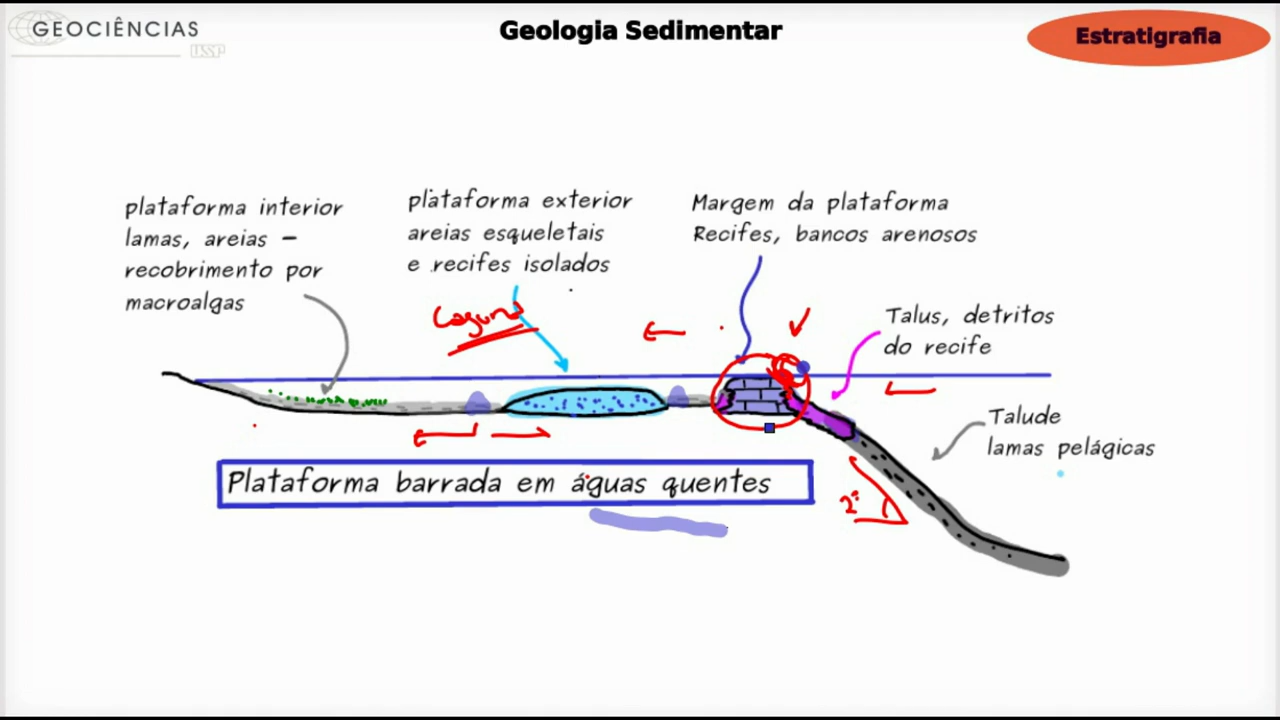 GEOCIÊNCIAS
USP
Geologia Sedimentar
Estratigrafia
plataforma interior
lamas, areias -
recobrimento por
macroalgas
plataforma exterior
areias esqueletais
e recifes isolados
Margem da plataforma
Recifes, bancos arenosos
Laguna
Talus, detritos
do recife
Talude
lamas pelágicas
Plataforma barrada em águas quentes
2°